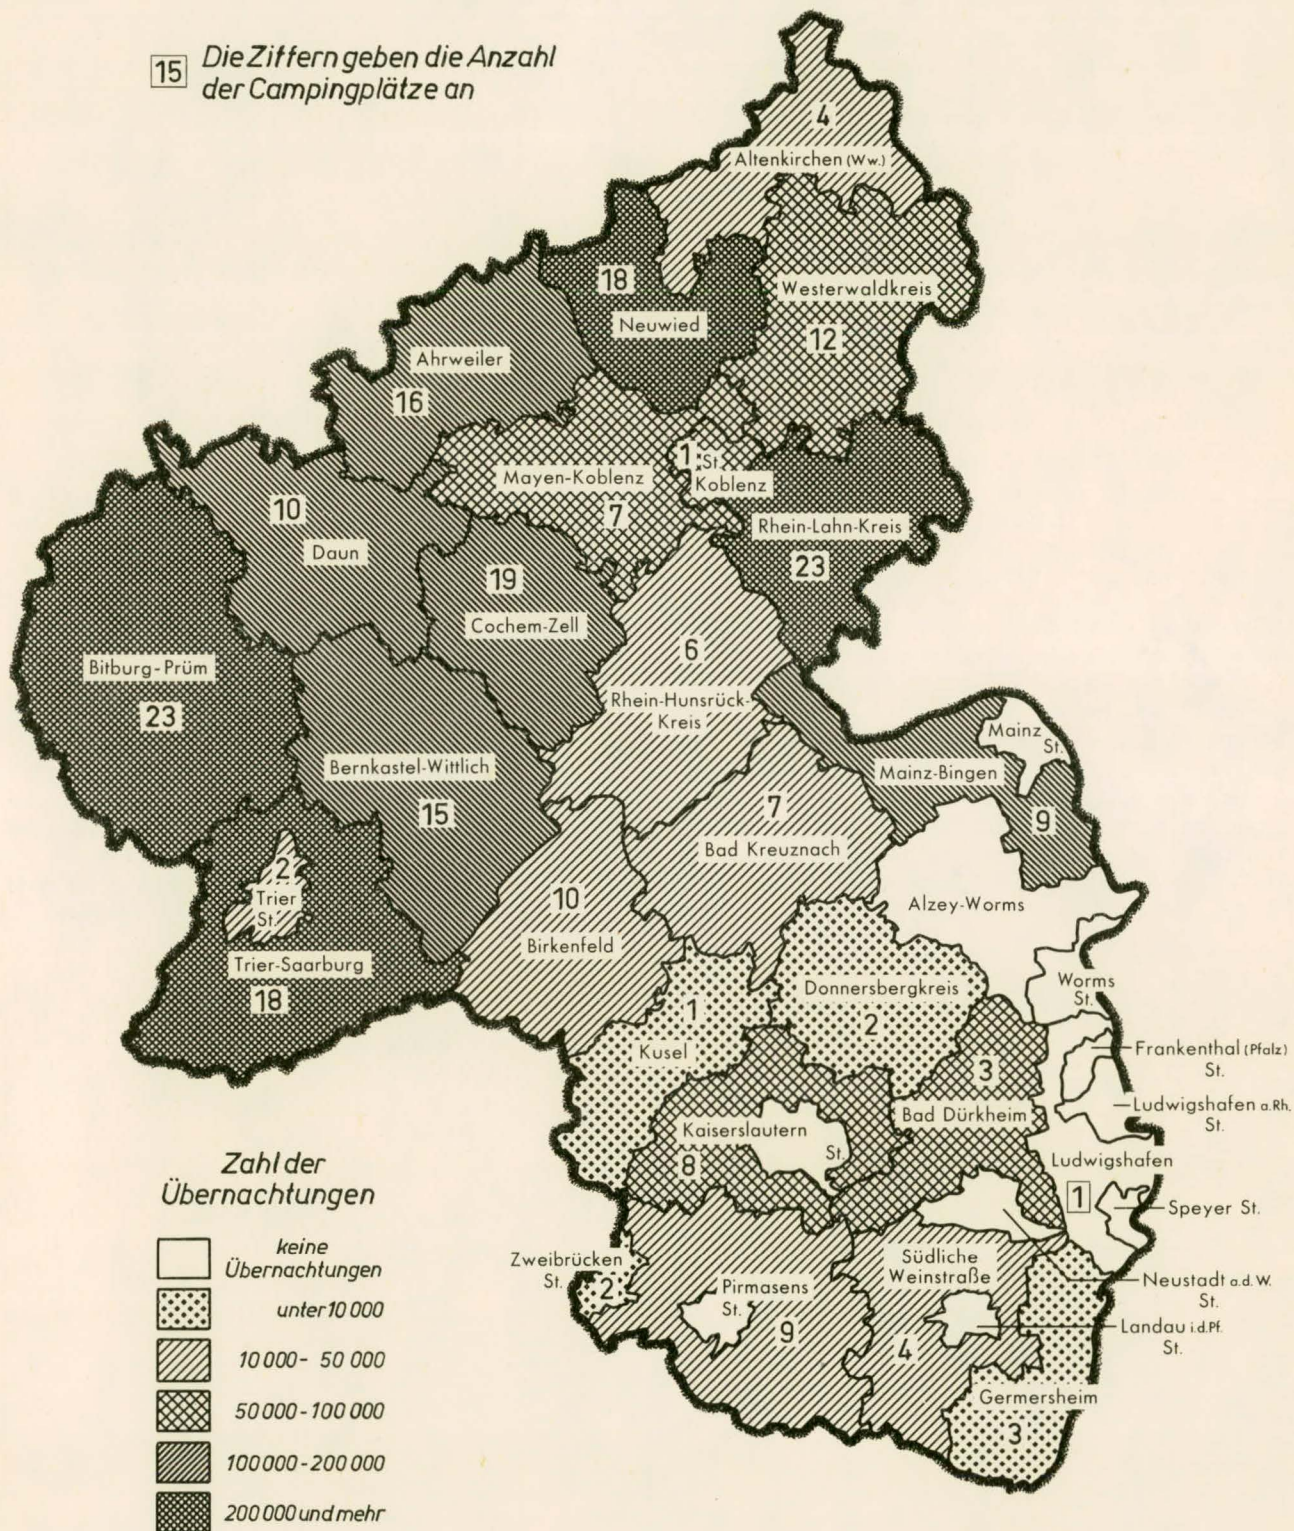 15 Die Ziffern geben die Anzahl
der Campingplätze an
4
Altenkirchen (Ww.)
18
Neuwied
Westerwaldkreis
12
Ahrweiler
16
Mayen-Koblenz
7
1 St.
Koblenz
10
Daun
Rhein-Lahn-Kreis
23
19
Cochem-Zell
6
Rhein-Hunsrück-
Kreis
Bitburg-Prüm
23
Mainz
St.
Mainz-Bingen
9
Bernkastel-Wittlich
15
7
Bad Kreuznach
2
Trier
St.
Trier-Saarburg
18
10
Birkenfeld
Alzey-Worms
Worms
St.
Donnersbergkreis
2
1
Kusel
3
Bad Dürkheim
Frankenthal (Pfalz)
St.
Ludwigshafen a.Rh.
St.
Kaiserslautern
St.
8
Ludwigshafen
1
Speyer St.
Zweibrücken
St.
2
Pirmasens
St.
9
Südliche
Weinstraße
4
Neustadt a.d.W.
St.
Landau i.d.Pf.
St.
Germersheim
3
Zahl der
Übernachtungen
keine
Übernachtungen
unter 10 000
10 000 - 50 000
50 000 - 100 000
100 000 - 200 000
200 000 und mehr